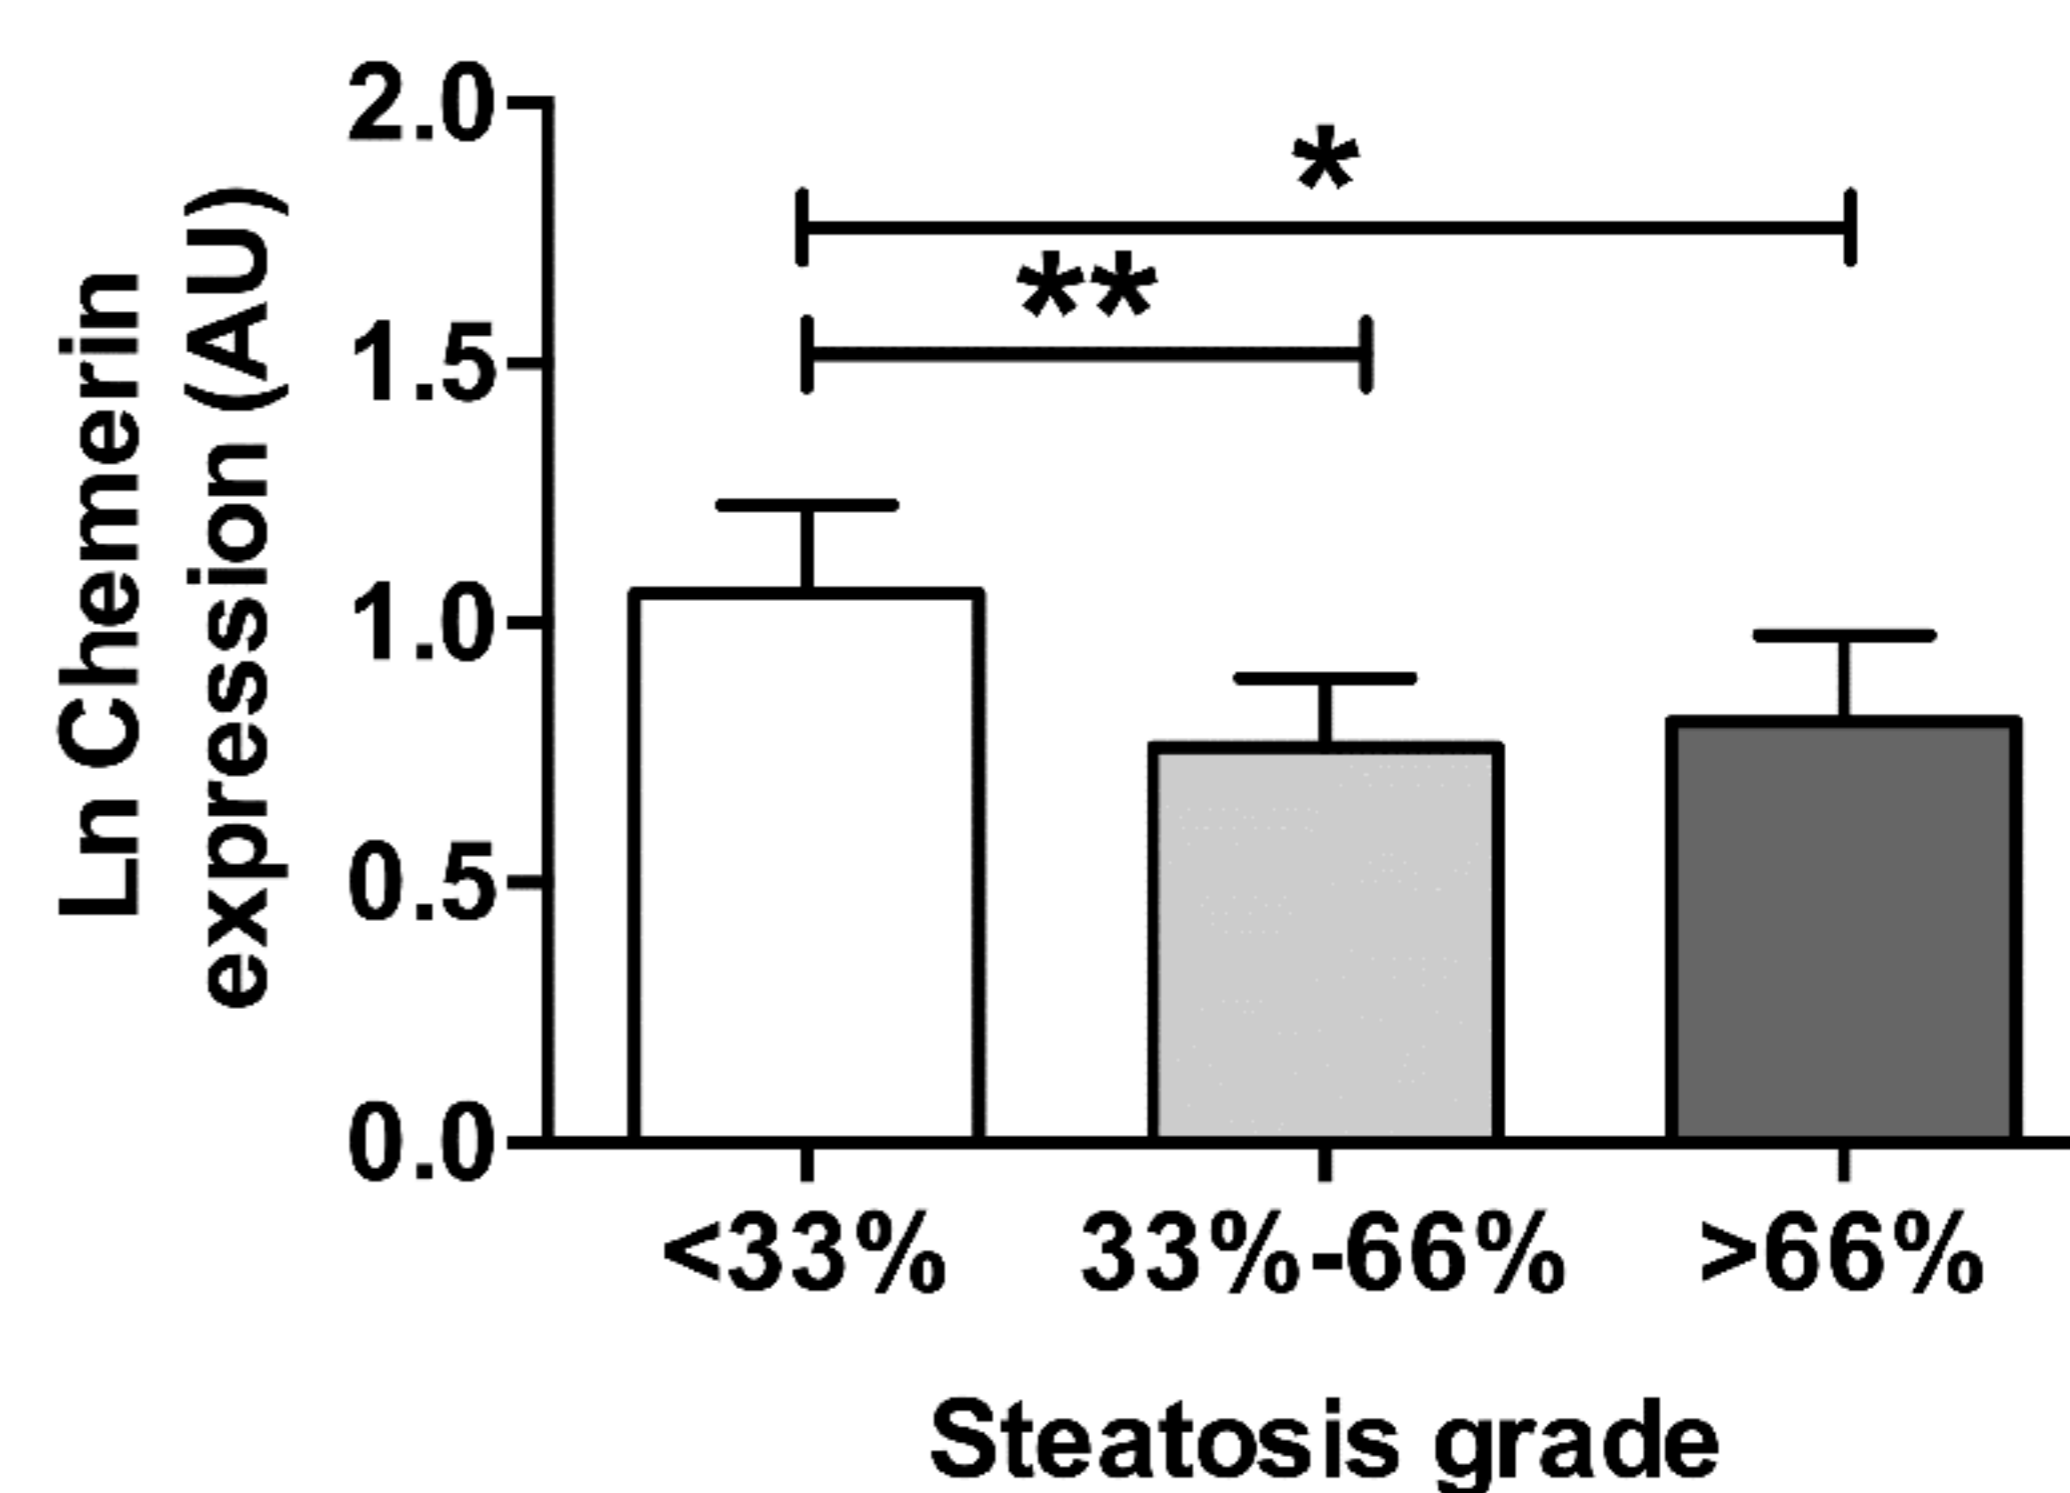 Ln Chemerin
expression (AU)
2.0
1.5
1.0
0.5
0.0
*
**
<33% 33%-66% >66%
Steatosis grade